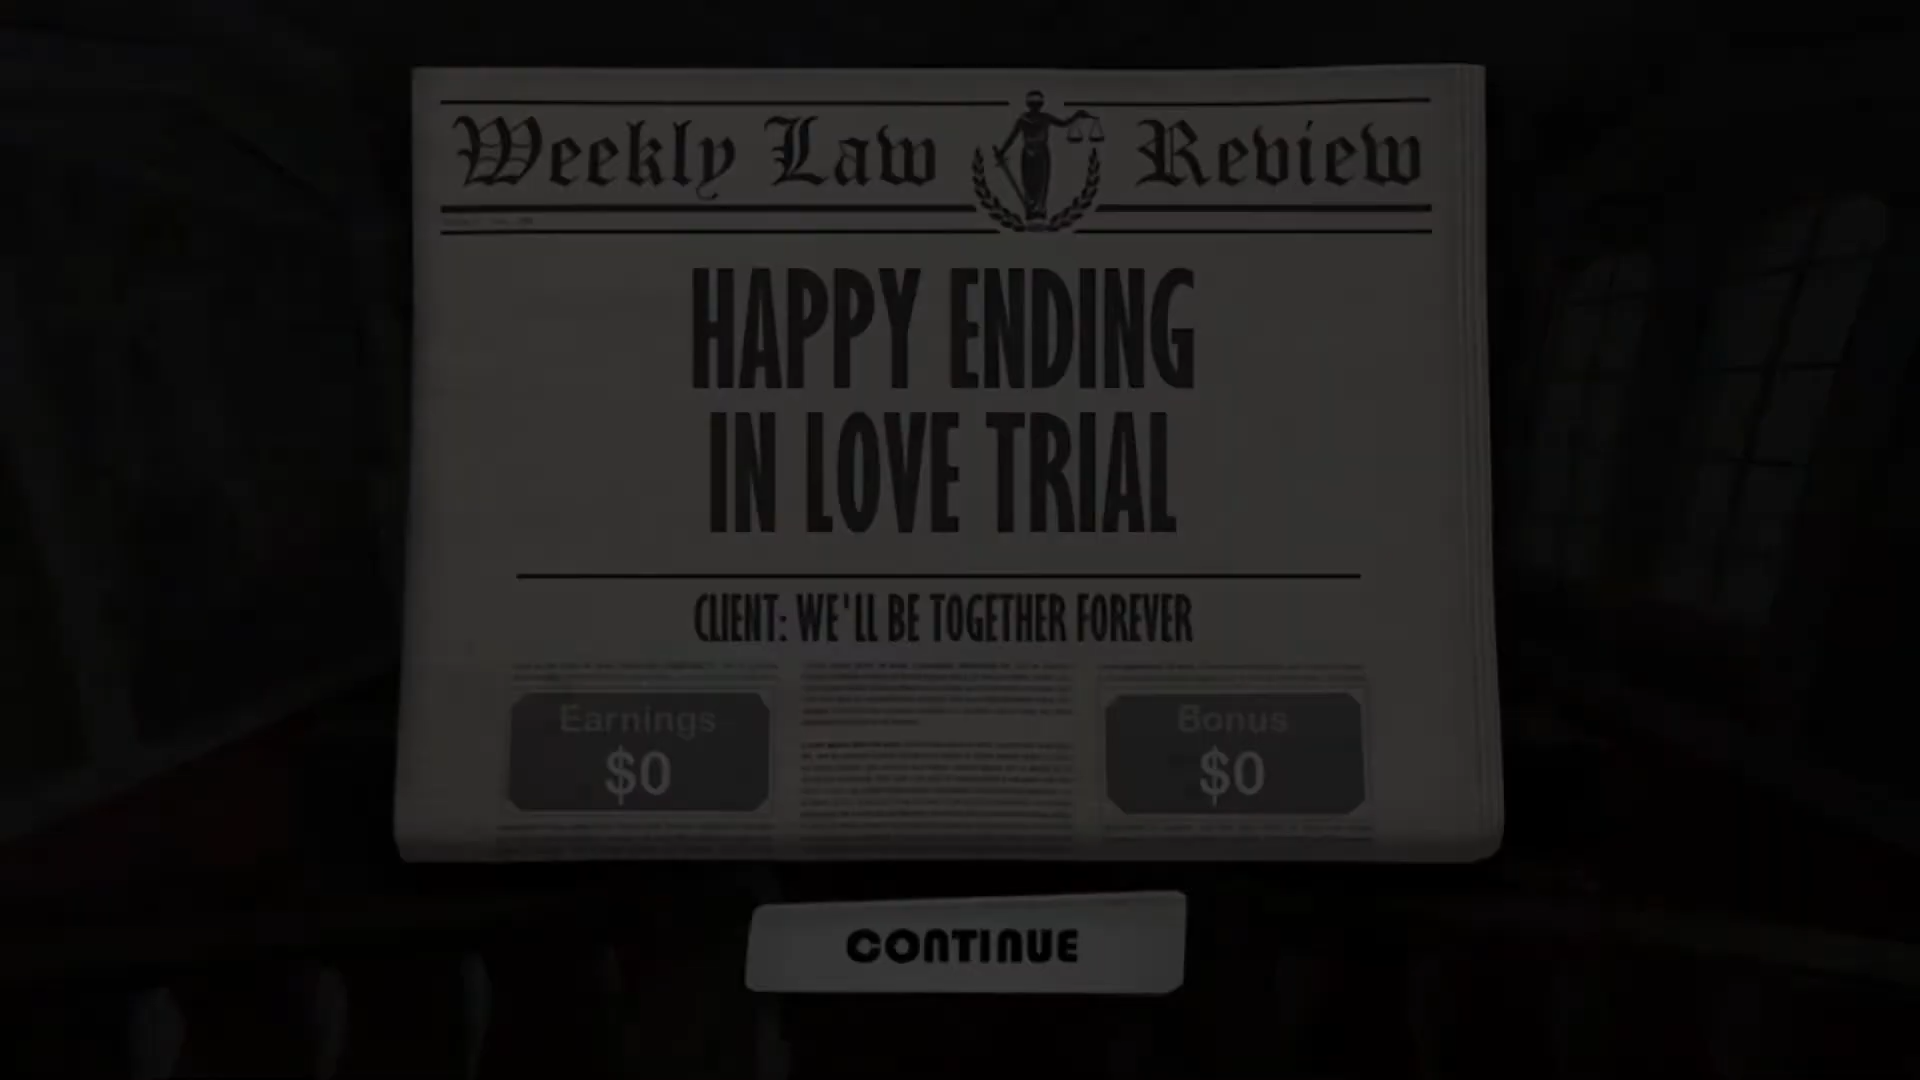 Weekly Law Review
HAPPY ENDING
IN LOVE TRIAL
CLIENT: WE'LL BE TOGETHER FOREVER
Earnings
$0
Bonus
$0
CONTINUE